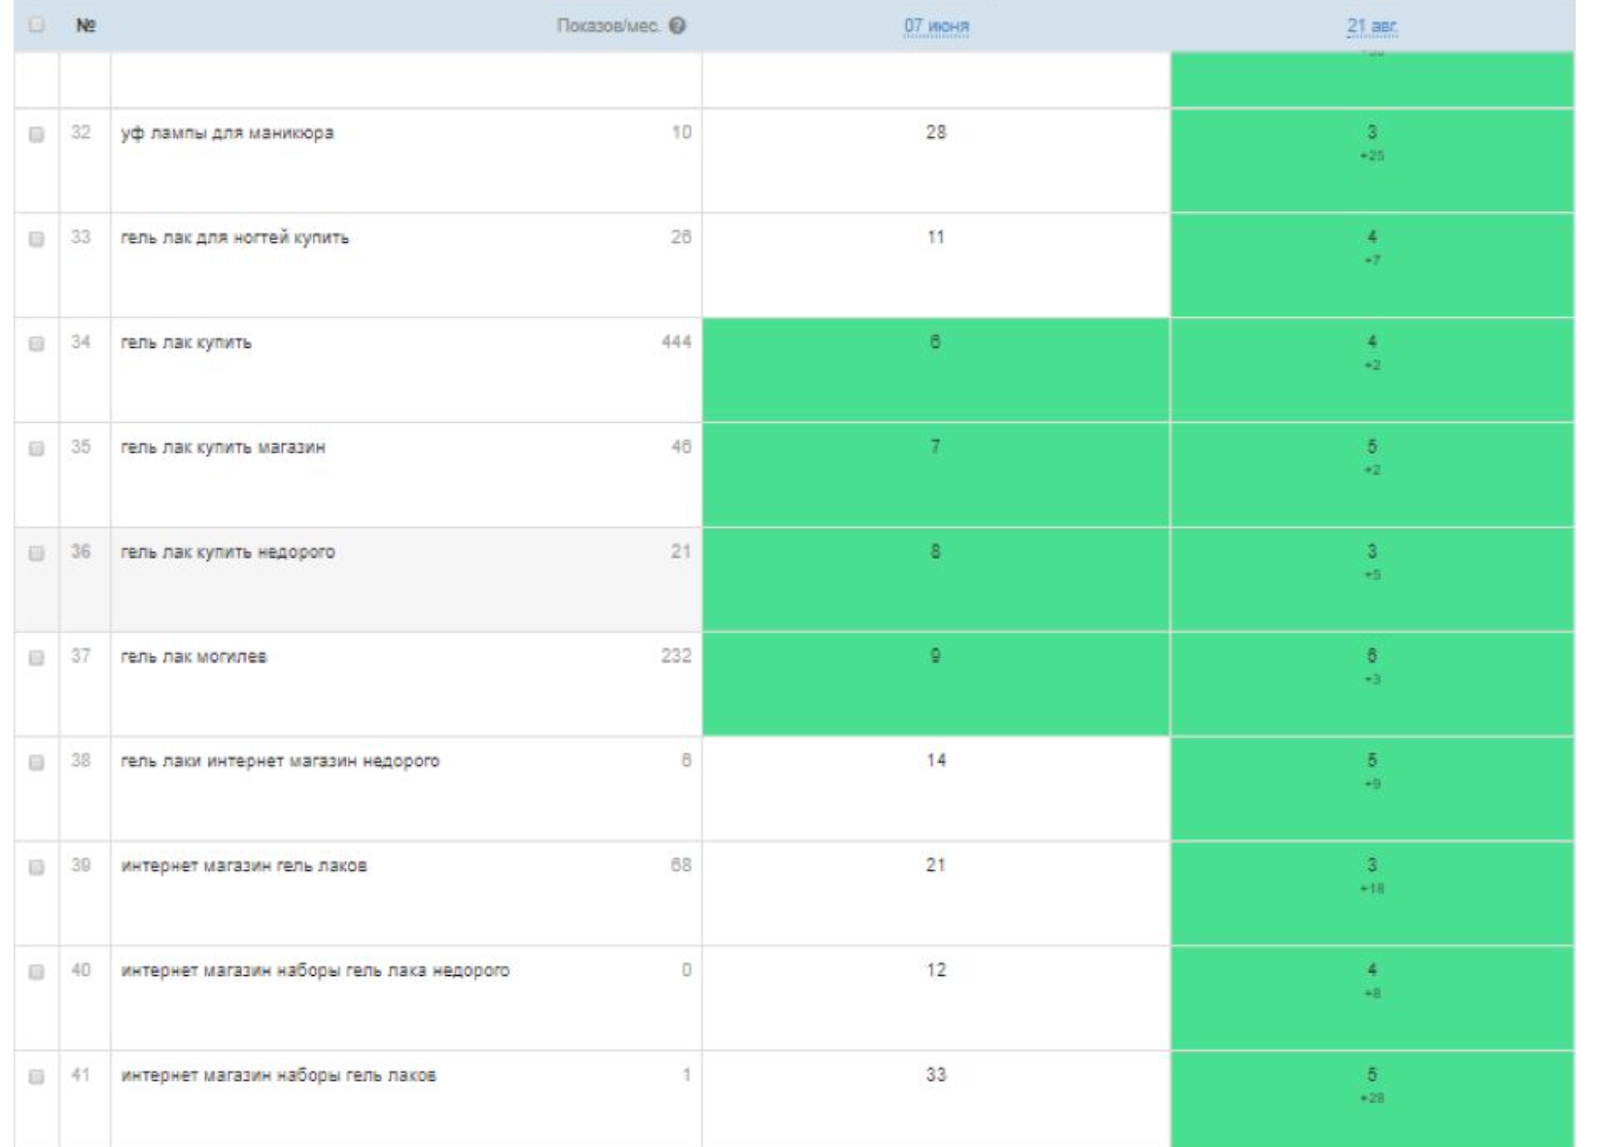 № Показов/мес. ? 07 июня 21 авг.
32 уф лампы для маникюра 10 28 3
+25
33 гель лак для ногтей купить 26 11 4
+7
34 гель лак купить 444 6 4
+2
35 гель лак купить магазин 46 7 5
+2
36 гель лак купить недорого 21 8 3
+5
37 гель лак могилев 232 9 6
+3
38 гель лаки интернет магазин недорого 6 14 5
+9
39 интернет магазин гель лаков 68 21 3
+18
40 интернет магазин наборы гель лака недорого 0 12 4
+8
41 интернет магазин наборы гель лаков 1 33 5
+28